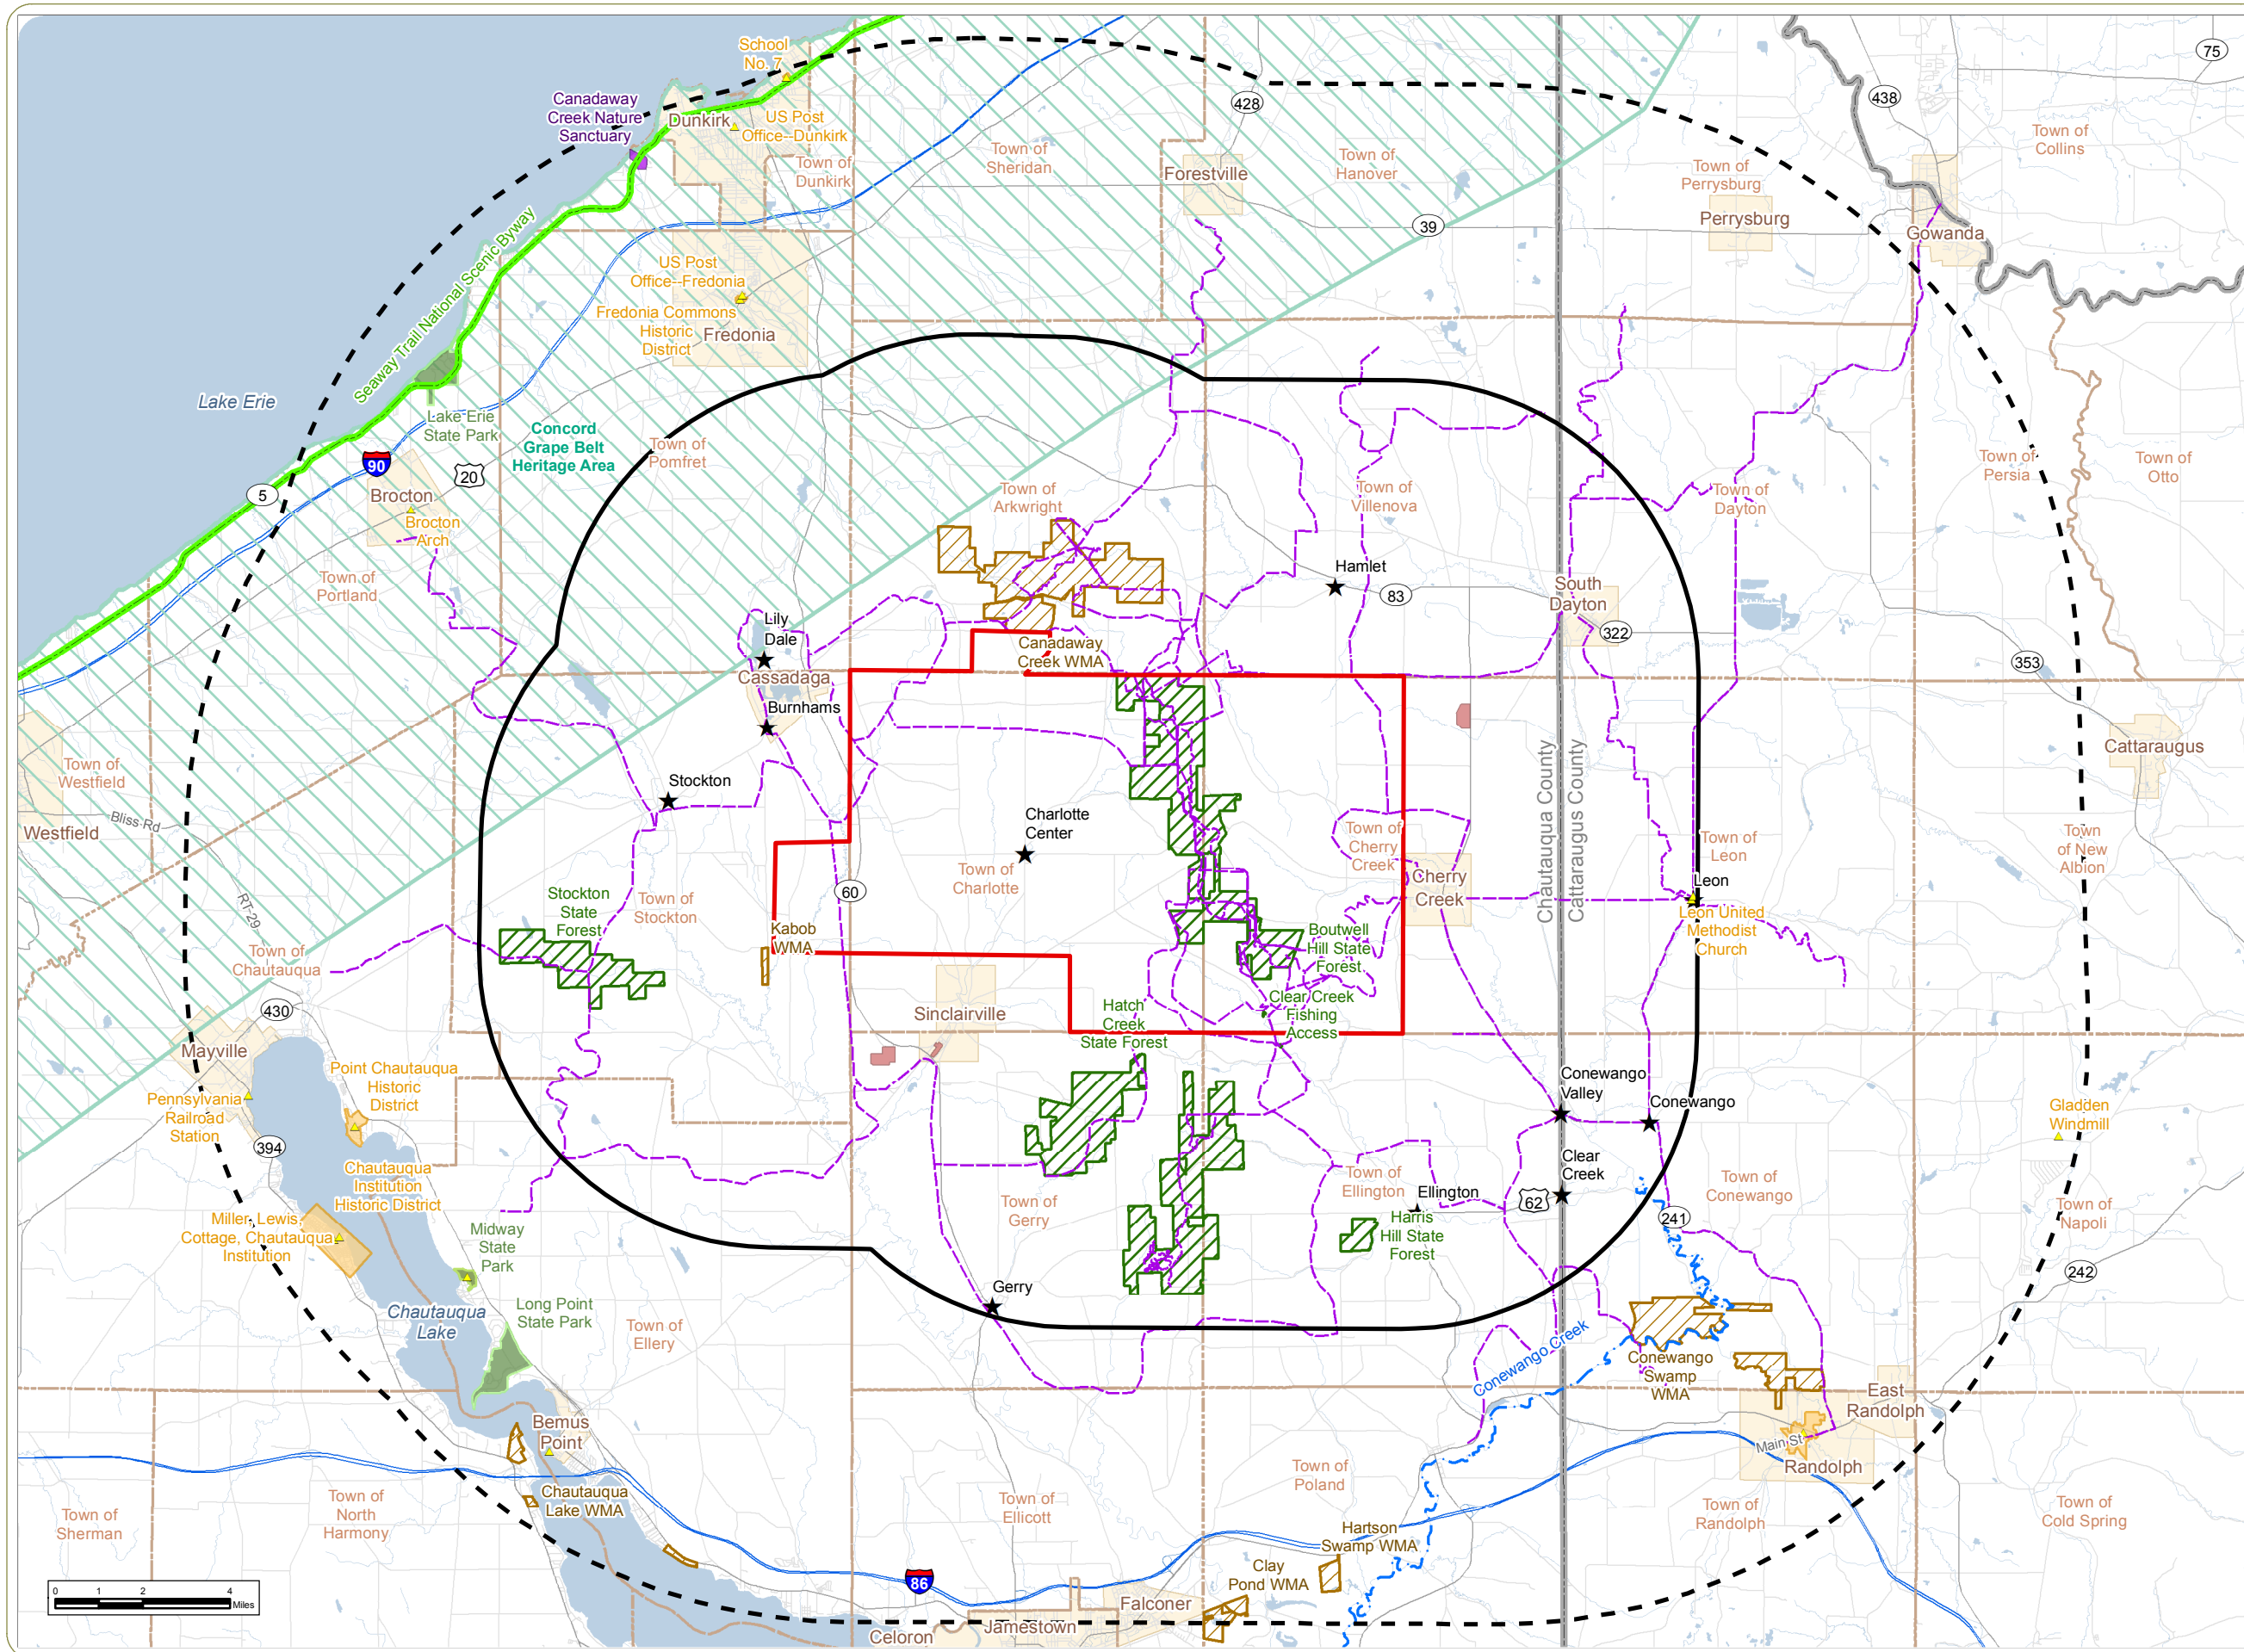 School
No. 7
75
438
Canadaway
Creek Nature
Sanctuary
428
Dunkirk
US Post
Office--Dunkirk
Town of
Collins
Town of
Dunkirk
Town of
Sheridan
Town of
Hanover
Town of
Perrysburg
Forestville
Perrysburg
39
Gowanda
Seaway Trail National Scenic Byway
US Post
Office--Fredonia
Fredonia Commons
Historic
District
Fredonia
Lake Erie
Lake Erie
State Park
Concord
Grape Belt
Heritage Area
Town of
Pomfret
90
20
5
Brocton
Brocton
Arch
Town of
Arkwright
Town of
Villenova
Town of
Dayton
Town of
Persia
Town of
Otto
Town of
Portland
Hamlet
83
South
Dayton
322
Lily
Dale
Canadaway
Creek WMA
353
Cassadaga
Burnhams
Town of
Westfield
Stockton
Chautauqua County
Cattaraugus County
Cattaraugus
Bliss Rd
Westfield
Charlotte
Center
Town of
Cherry
Creek
Town of
Leon
Town
of New
Albion
RT 29
Stockton
State
Forest
Town of
Stockton
60
Town of
Charlotte
Cherry
Creek
Leon
Leon United
Methodist
Church
Kabob
WMA
Boutwell
Hill State
Forest
Town of
Chautauqua
430
Sinclairville
Hatch
Creek
State Forest
Clear Creek
Fishing
Access
Mayville
Point Chautauqua
Historic
District
Pennsylvania
Railroad
Station
Conewango
Valley
Conewango
Gladden
Windmill
394
Chautauqua
Institution
Historic District
Clear
Creek
Town of
Ellington
Ellington
62
Town of
Conewango
Town of
Gerry
241
Town of
Napoli
Miller, Lewis,
Cottage, Chautauqua
Institution
Midway
State
Park
Harris
Hill State
Forest
242
Gerry
Chautauqua
Lake
Long Point
State Park
Town of
Ellery
Conewango Creek
Conewango
Swamp
WMA
East
Randolph
Bemus
Point
Main St
Randolph
Town of
Poland
Chautauqua
Lake WMA
Town of
Sherman
Town of
North
Harmony
Town of
Ellicott
Town of
Randolph
Town of
Cold Spring
Hartson
Swamp WMA
Clay
Pond WMA
86
0 1 2 4
Miles
Falconer
Jamestown
Celoron